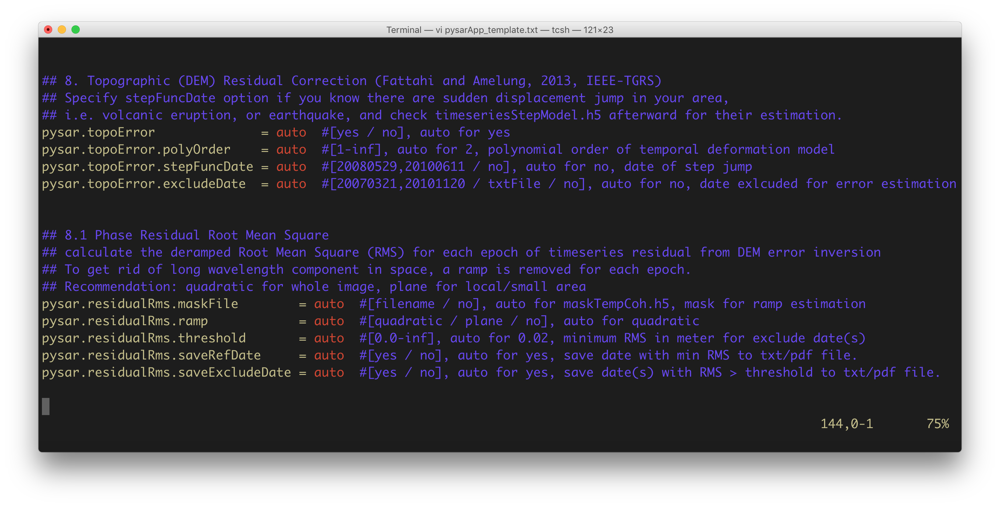 Terminal — vi pysarApp_template.txt — tcsh — 121×23
## 8. Topographic (DEM) Residual Correction (Fattahi and Amelung, 2013, IEEE-TGRS)
## Specify stepFuncDate option if you know there are sudden displacement jump in your area,
## i.e. volcanic eruption, or earthquake, and check timeseriesStepModel.h5 afterward for their estimation.
pysar.topoError              = auto  #[yes / no], auto for yes
pysar.topoError.polyOrder    = auto  #[1-inf], auto for 2, polynomial order of temporal deformation model
pysar.topoError.stepFuncDate = auto  #[20080529,20100611 / no], auto for no, date of step jump
pysar.topoError.excludeDate  = auto  #[20070321,20101120 / txtFile / no], auto for no, date exlcuded for error estimation
## 8.1 Phase Residual Root Mean Square
## calculate the deramped Root Mean Square (RMS) for each epoch of timeseries residual from DEM error inversion
## To get rid of long wavelength component in space, a ramp is removed for each epoch.
## Recommendation: quadratic for whole image, plane for local/small area
pysar.residualRms.maskFile        = auto  #[filename / no], auto for maskTempCoh.h5, mask for ramp estimation
pysar.residualRms.ramp            = auto  #[quadratic / plane / no], auto for quadratic
pysar.residualRms.threshold       = auto  #[0.0-inf], auto for 0.02, minimum RMS in meter for exclude date(s)
pysar.residualRms.saveRefDate     = auto  #[yes / no], auto for yes, save date with min RMS to txt/pdf file.
pysar.residualRms.saveExcludeDate = auto  #[yes / no], auto for yes, save date(s) with RMS > threshold to txt/pdf file.
144,0-1       75%